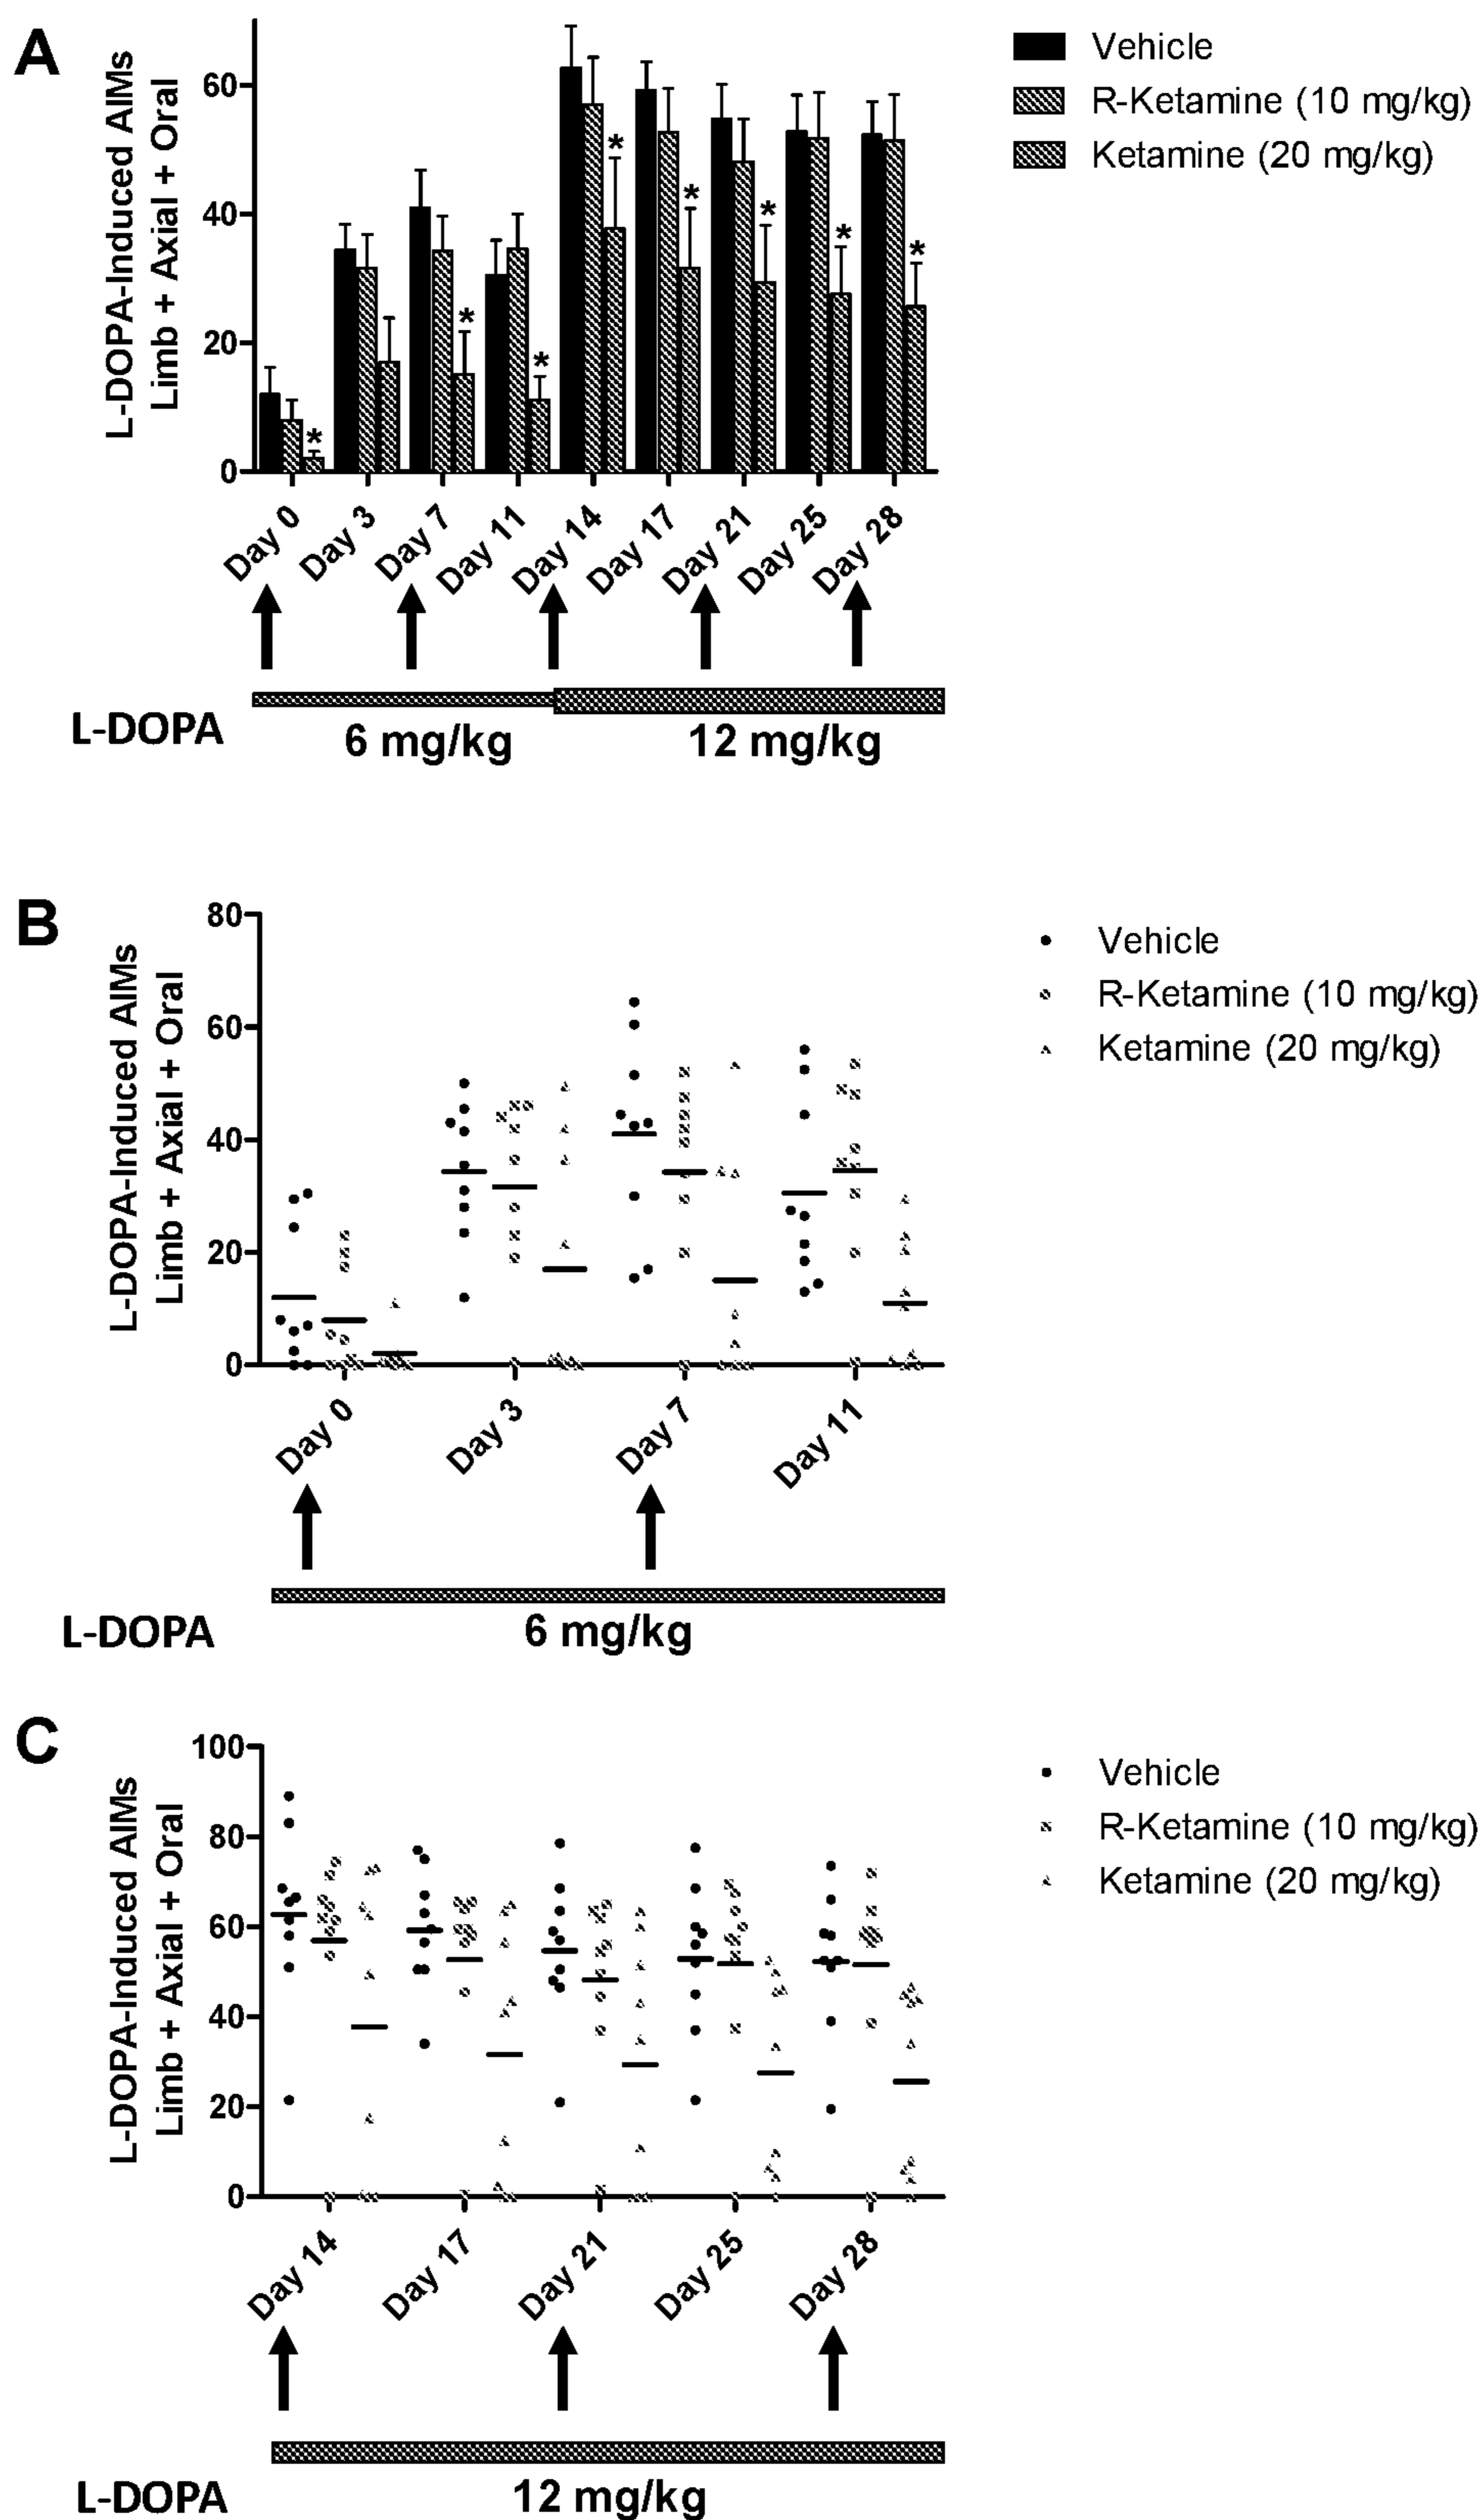 A
L-DOPA-Induced AIMs
Limb + Axial + Oral
60
40
20
0
Vehicle
R-Ketamine (10 mg/kg)
Ketamine (20 mg/kg)
*
*
*
*
*
*
*
*
Day 0
Day 3
Day 7
Day 11
Day 14
Day 17
Day 21
Day 25
Day 28
L-DOPA
6 mg/kg
12 mg/kg
B
L-DOPA-Induced AIMs
Limb + Axial + Oral
80
60
40
20
0
Vehicle
R-Ketamine (10 mg/kg)
Ketamine (20 mg/kg)
Day 0
Day 3
Day 7
Day 11
L-DOPA
6 mg/kg
C
L-DOPA-Induced AIMs
Limb + Axial + Oral
100
80
60
40
20
0
Vehicle
R-Ketamine (10 mg/kg)
Ketamine (20 mg/kg)
Day 14
Day 17
Day 21
Day 25
Day 28
L-DOPA
12 mg/kg